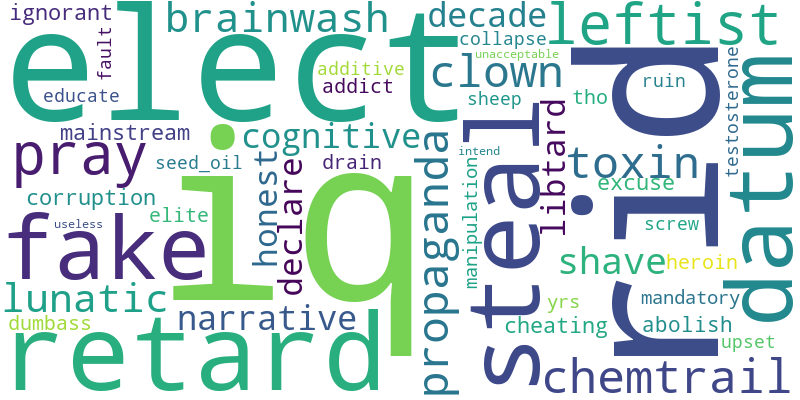 ignorant
brainwash
decade
leftist
fault
elect
collapse
unacceptable
additive
clown
rid
ruin
testosterone
educate
addict
sheep
tho
datum
mainstream
cognitive
steal
libtard
pray
iq
honest
propaganda
intend
toxin
seed_oil
drain
declare
manipulation
excuse
corruption
elite
screw
useless
fake
shave
heroin
lunatic
narrative
yrs
mandatory
dumbass
cheating
abolish
retard
upset
chemtrail